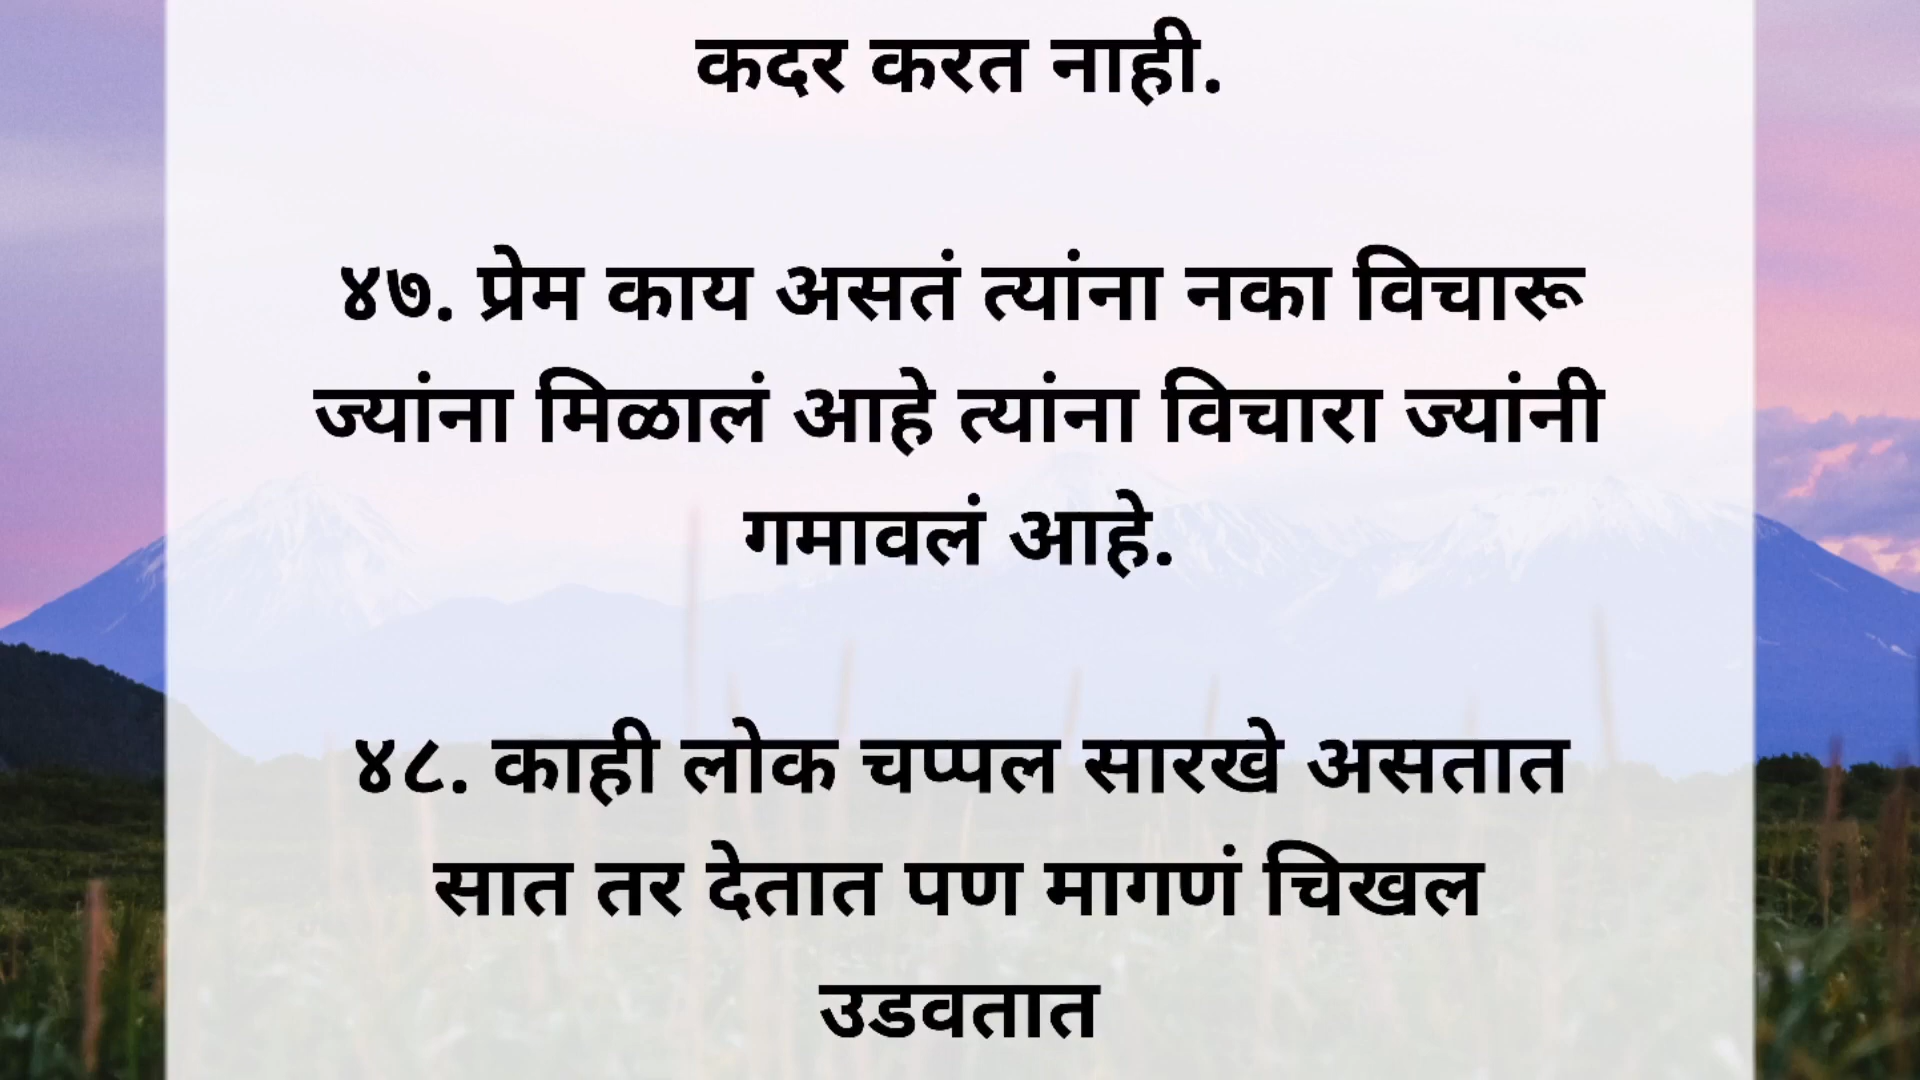 कदर करत नाही.
४७. प्रेम काय असतं त्यांना नका विचारू
ज्यांना मिळालं आहे त्यांना विचारा ज्यांनी
गमावलं आहे.
४८. काही लोक चप्पल सारखे असतात
सात तर देतात पण मागणं चिखल
उडवतात